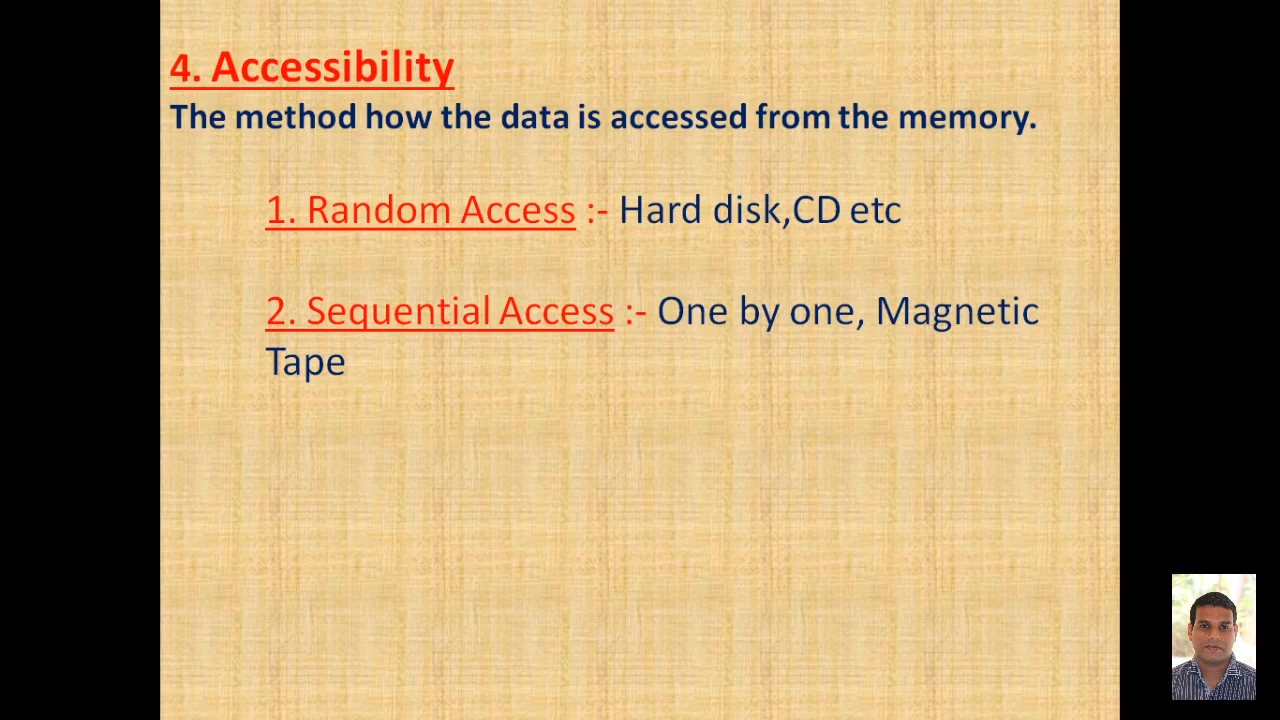 4. Accessibility
The method how the data is accessed from the memory.
1. Random Access :- Hard disk,CD etc
2. Sequential Access :- One by one, Magnetic
Tape